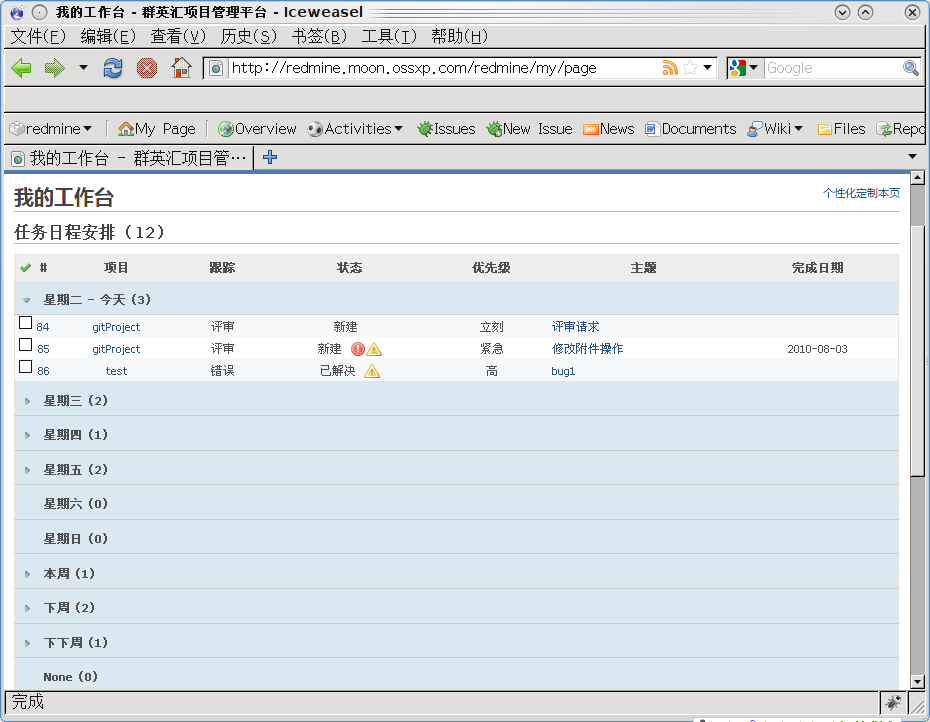 我的工作台 - 群英汇项目管理平台 - Iceweasel
文件(F) 编辑(E) 查看(V) 历史(S) 书签(B) 工具(T) 帮助(H)
http://redmine.moon.ossxp.com/redmine/my/page Google
redmine My Page Overview Activities Issues New Issue News Documents Wiki Files Repo
我的工作台 - 群英汇项目管…
我的工作台 个性化定制本页
任务日程安排（12）
# 项目 跟踪 状态 优先级 主题 完成日期
星期二 - 今天 (3)
84 gitProject 评审 新建 立刻 评审请求
85 gitProject 评审 新建 紧急 修改附件操作 2010-08-03
86 test 错误 已解决 高 bug1
星期三 (2)
星期四 (1)
星期五 (2)
星期六 (0)
星期日 (0)
本周 (1)
下周 (2)
下下周 (1)
None (0)
完成